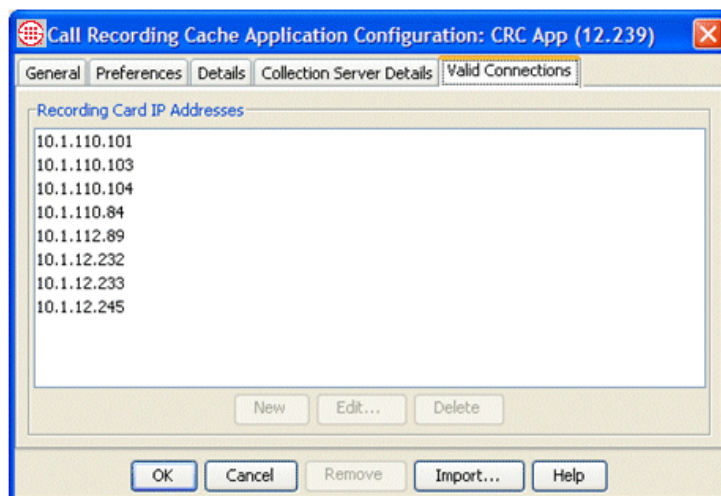 Call Recording Cache Application Configuration: CRC App (12.239)
General Preferences Details Collection Server Details Valid Connections
Recording Card IP Addresses
10.1.110.101
10.1.110.103
10.1.110.104
10.1.110.84
10.1.112.89
10.1.12.232
10.1.12.233
10.1.12.245
New Edit... Delete
OK Cancel Remove Import... Help